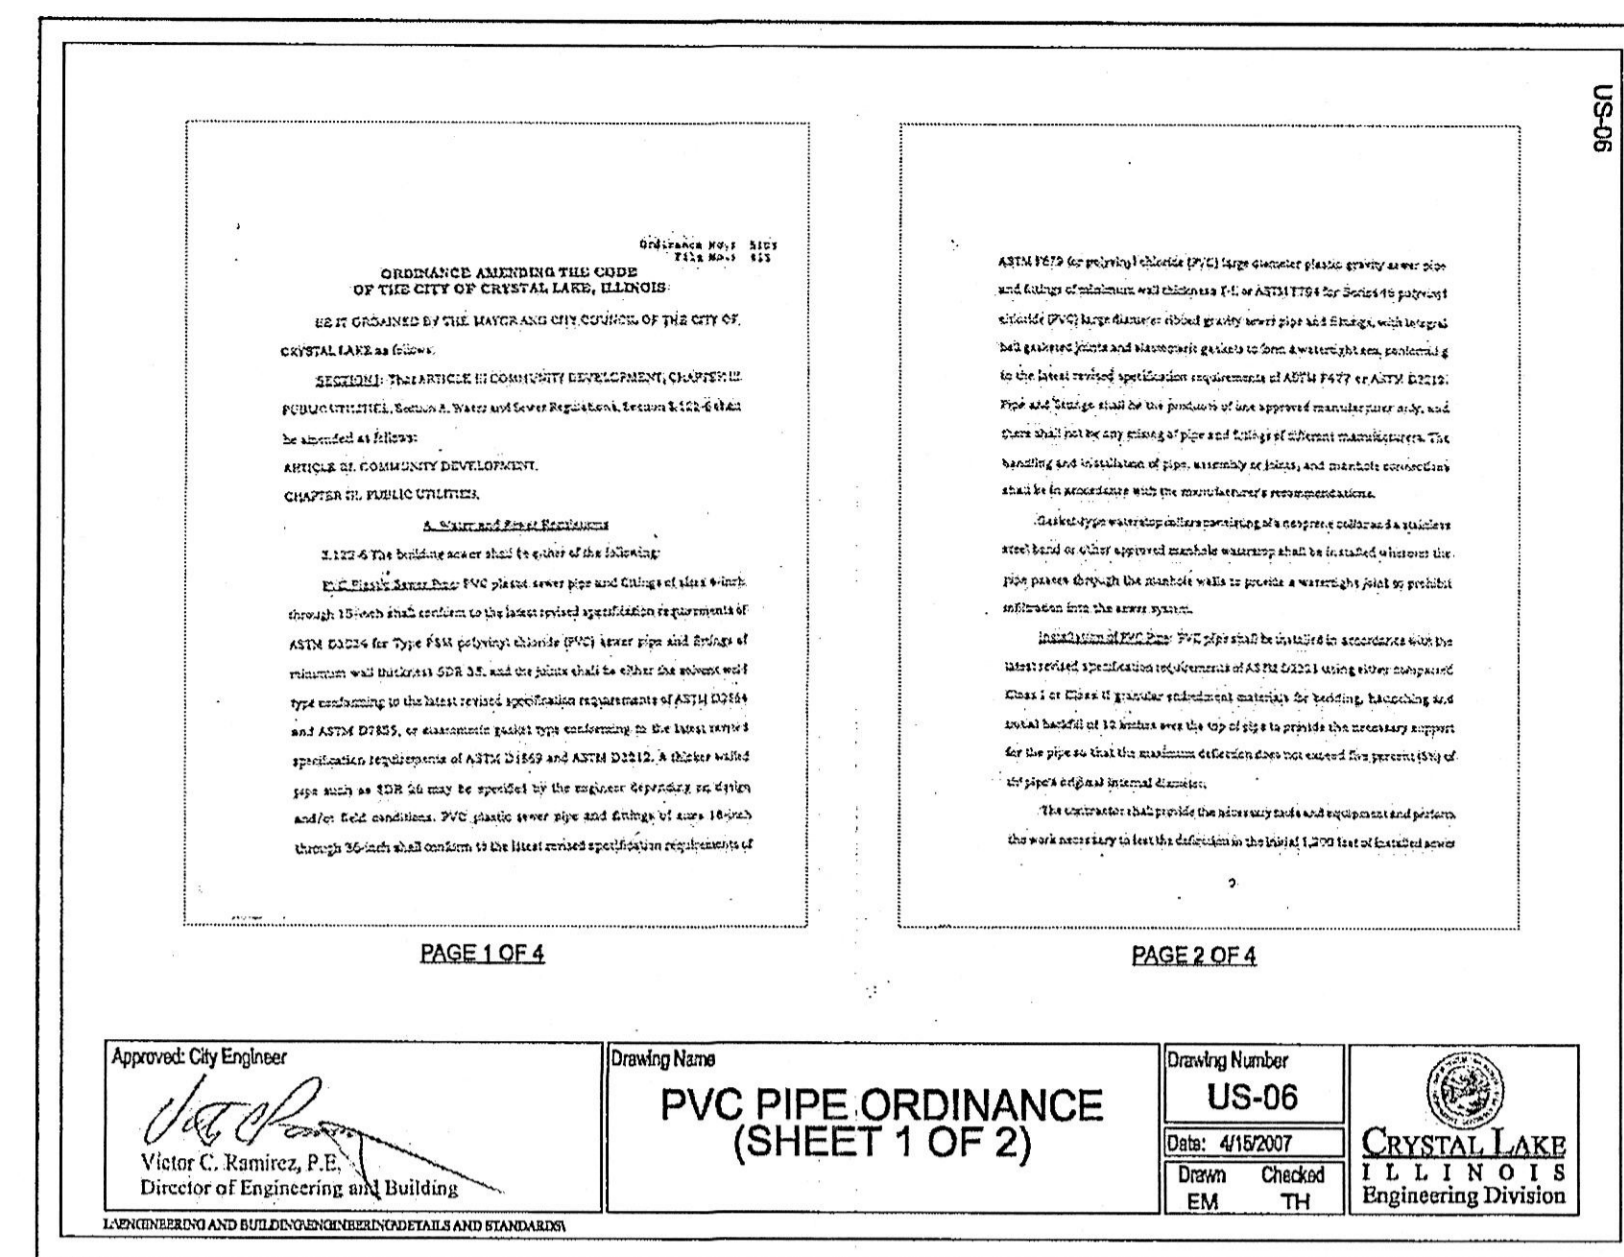 US-06
Ordinance No.:
File No.:
ORDINANCE AMENDING THE CODE
OF THE CITY OF CRYSTAL LAKE, ILLINOIS
BE IT ORDAINED BY THE MAYOR AND CITY COUNCIL OF THE CITY OF
CRYSTAL LAKE as follows:
SECTION I: That ARTICLE III COMMUNITY DEVELOPMENT, CHAPTER III.
PUBLIC UTILITIES, Section A. Water and Sewer Regulations, Section 3.122-6 shall
be amended as follows:
ARTICLE III. COMMUNITY DEVELOPMENT.
CHAPTER III. PUBLIC UTILITIES.
A. Water and Sewer Regulations
3.122-6 The building sewer shall be either of the following:
PVC Plastic Sewer Pipe: PVC plastic sewer pipe and fittings of sizes
through 15-inch shall conform to the latest revised specification requirements of
ASTM for Type PSM polyvinyl chloride (PVC) sewer pipe and fittings of
minimum wall thickness SDR 35, and the joints shall be either the solvent weld
type conforming to the latest revised specification requirements of ASTM
and ASTM or elastomeric gasket type conforming to the latest revised
specification requirements of ASTM and ASTM A thicker walled
pipe such as SDR 26 may be specified by the engineer depending on design
and/or field conditions. PVC plastic sewer pipe and fittings of sizes 18-inch
through 36-inch shall conform to the latest revised specification requirements of
PAGE 1 OF 4
ASTM F679 for polyvinyl chloride (PVC) large diameter plastic gravity sewer pipe
and fittings of minimum wall thickness or ASTM F794 for Series 46 polyvinyl
chloride (PVC) large diameter ribbed gravity sewer pipe and fittings, with integral
bell gasketed joints and elastomeric gaskets to form a watertight
to the latest revised specification requirements of ASTM F477 or ASTM
Pipe and fittings shall be the products of one approved manufacturer only, and
there shall not be any mixing of pipe and fittings of different manufacturers. The
handling and installation of pipe, assembly of joints, and manhole connections
shall be in accordance with the manufacturer's recommendations.
Gasket-type waterstop collars consisting of a neoprene collar and a stainless
steel band or other approved manhole waterstop shall be installed wherever the
pipe passes through the manhole walls to provide a watertight joint to prohibit
infiltration into the sewer system.
Installation of PVC Pipe: PVC pipe shall be installed in accordance with the
latest revised specification requirements of ASTM D2321 using either compacted
Class I or Class II granular embedment materials for bedding, haunching and
initial backfill of 12 inches over the top of pipe to provide the necessary support
for the pipe so that the maximum deflection does not exceed five percent (5%) of
the pipe's original internal diameter.
The contractor shall provide the necessary tools and equipment and perform
the work necessary to test the deflection in the initial 1,200 feet of installed sewer
PAGE 2 OF 4
Approved: City Engineer
Victor C. Ramirez, P.E.
Director of Engineering and Building
Drawing Name
PVC PIPE ORDINANCE
(SHEET 1 OF 2)
Drawing Number
US-06
Date: 4/15/2007
Drawn Checked
EM TH
CRYSTAL LAKE
ILLINOIS
Engineering Division
L:\ENGINEERING AND BUILDING\ENGINEERING\DETAILS AND STANDARDS\